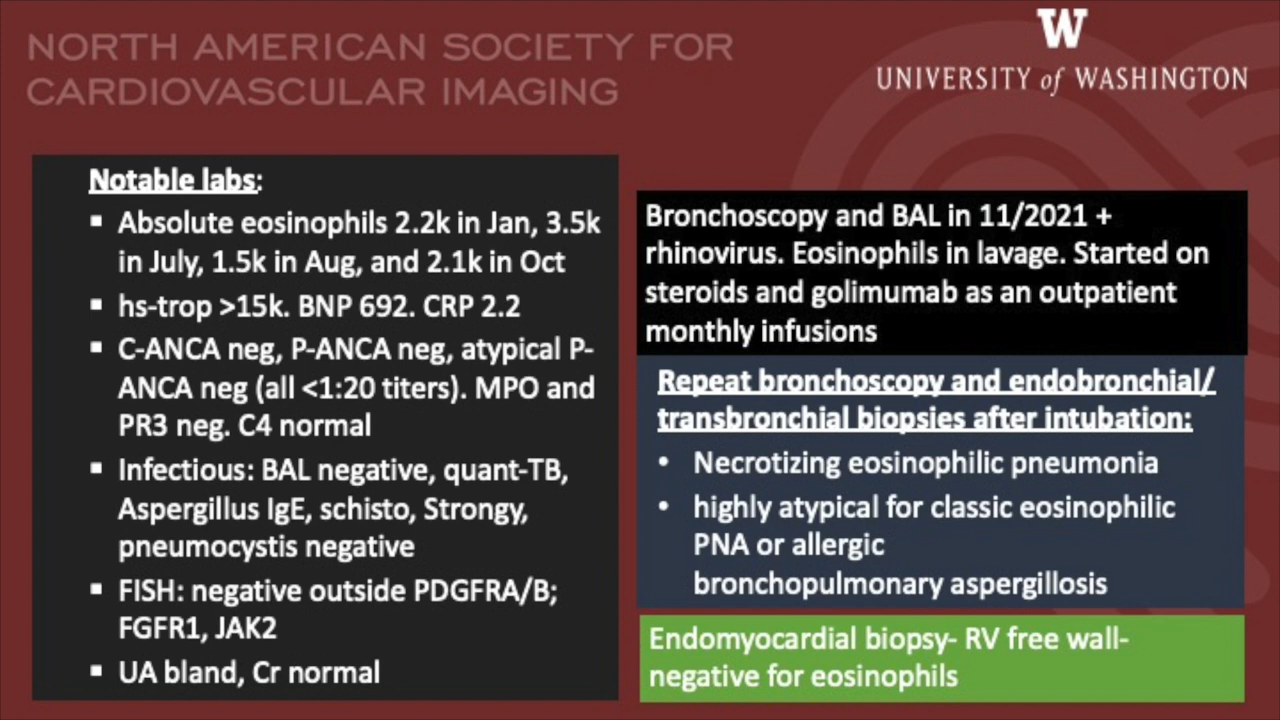 NORTH AMERICAN SOCIETY FOR
CARDIOVASCULAR IMAGING
W
UNIVERSITY of WASHINGTON
Notable labs:
▪ Absolute eosinophils 2.2k in Jan, 3.5k
in July, 1.5k in Aug, and 2.1k in Oct
▪ hs-trop >15k. BNP 692. CRP 2.2
▪ C-ANCA neg, P-ANCA neg, atypical P-
ANCA neg (all <1:20 titers). MPO and
PR3 neg. C4 normal
▪ Infectious: BAL negative, quant-TB,
Aspergillus IgE, schisto, Strongy,
pneumocystis negative
▪ FISH: negative outside PDGFRA/B;
FGFR1, JAK2
▪ UA bland, Cr normal
Bronchoscopy and BAL in 11/2021 +
rhinovirus. Eosinophils in lavage. Started on
steroids and golimumab as an outpatient
monthly infusions
Repeat bronchoscopy and endobronchial/
transbronchial biopsies after intubation:
• Necrotizing eosinophilic pneumonia
• highly atypical for classic eosinophilic
PNA or allergic
bronchopulmonary aspergillosis
Endomyocardial biopsy- RV free wall-
negative for eosinophils